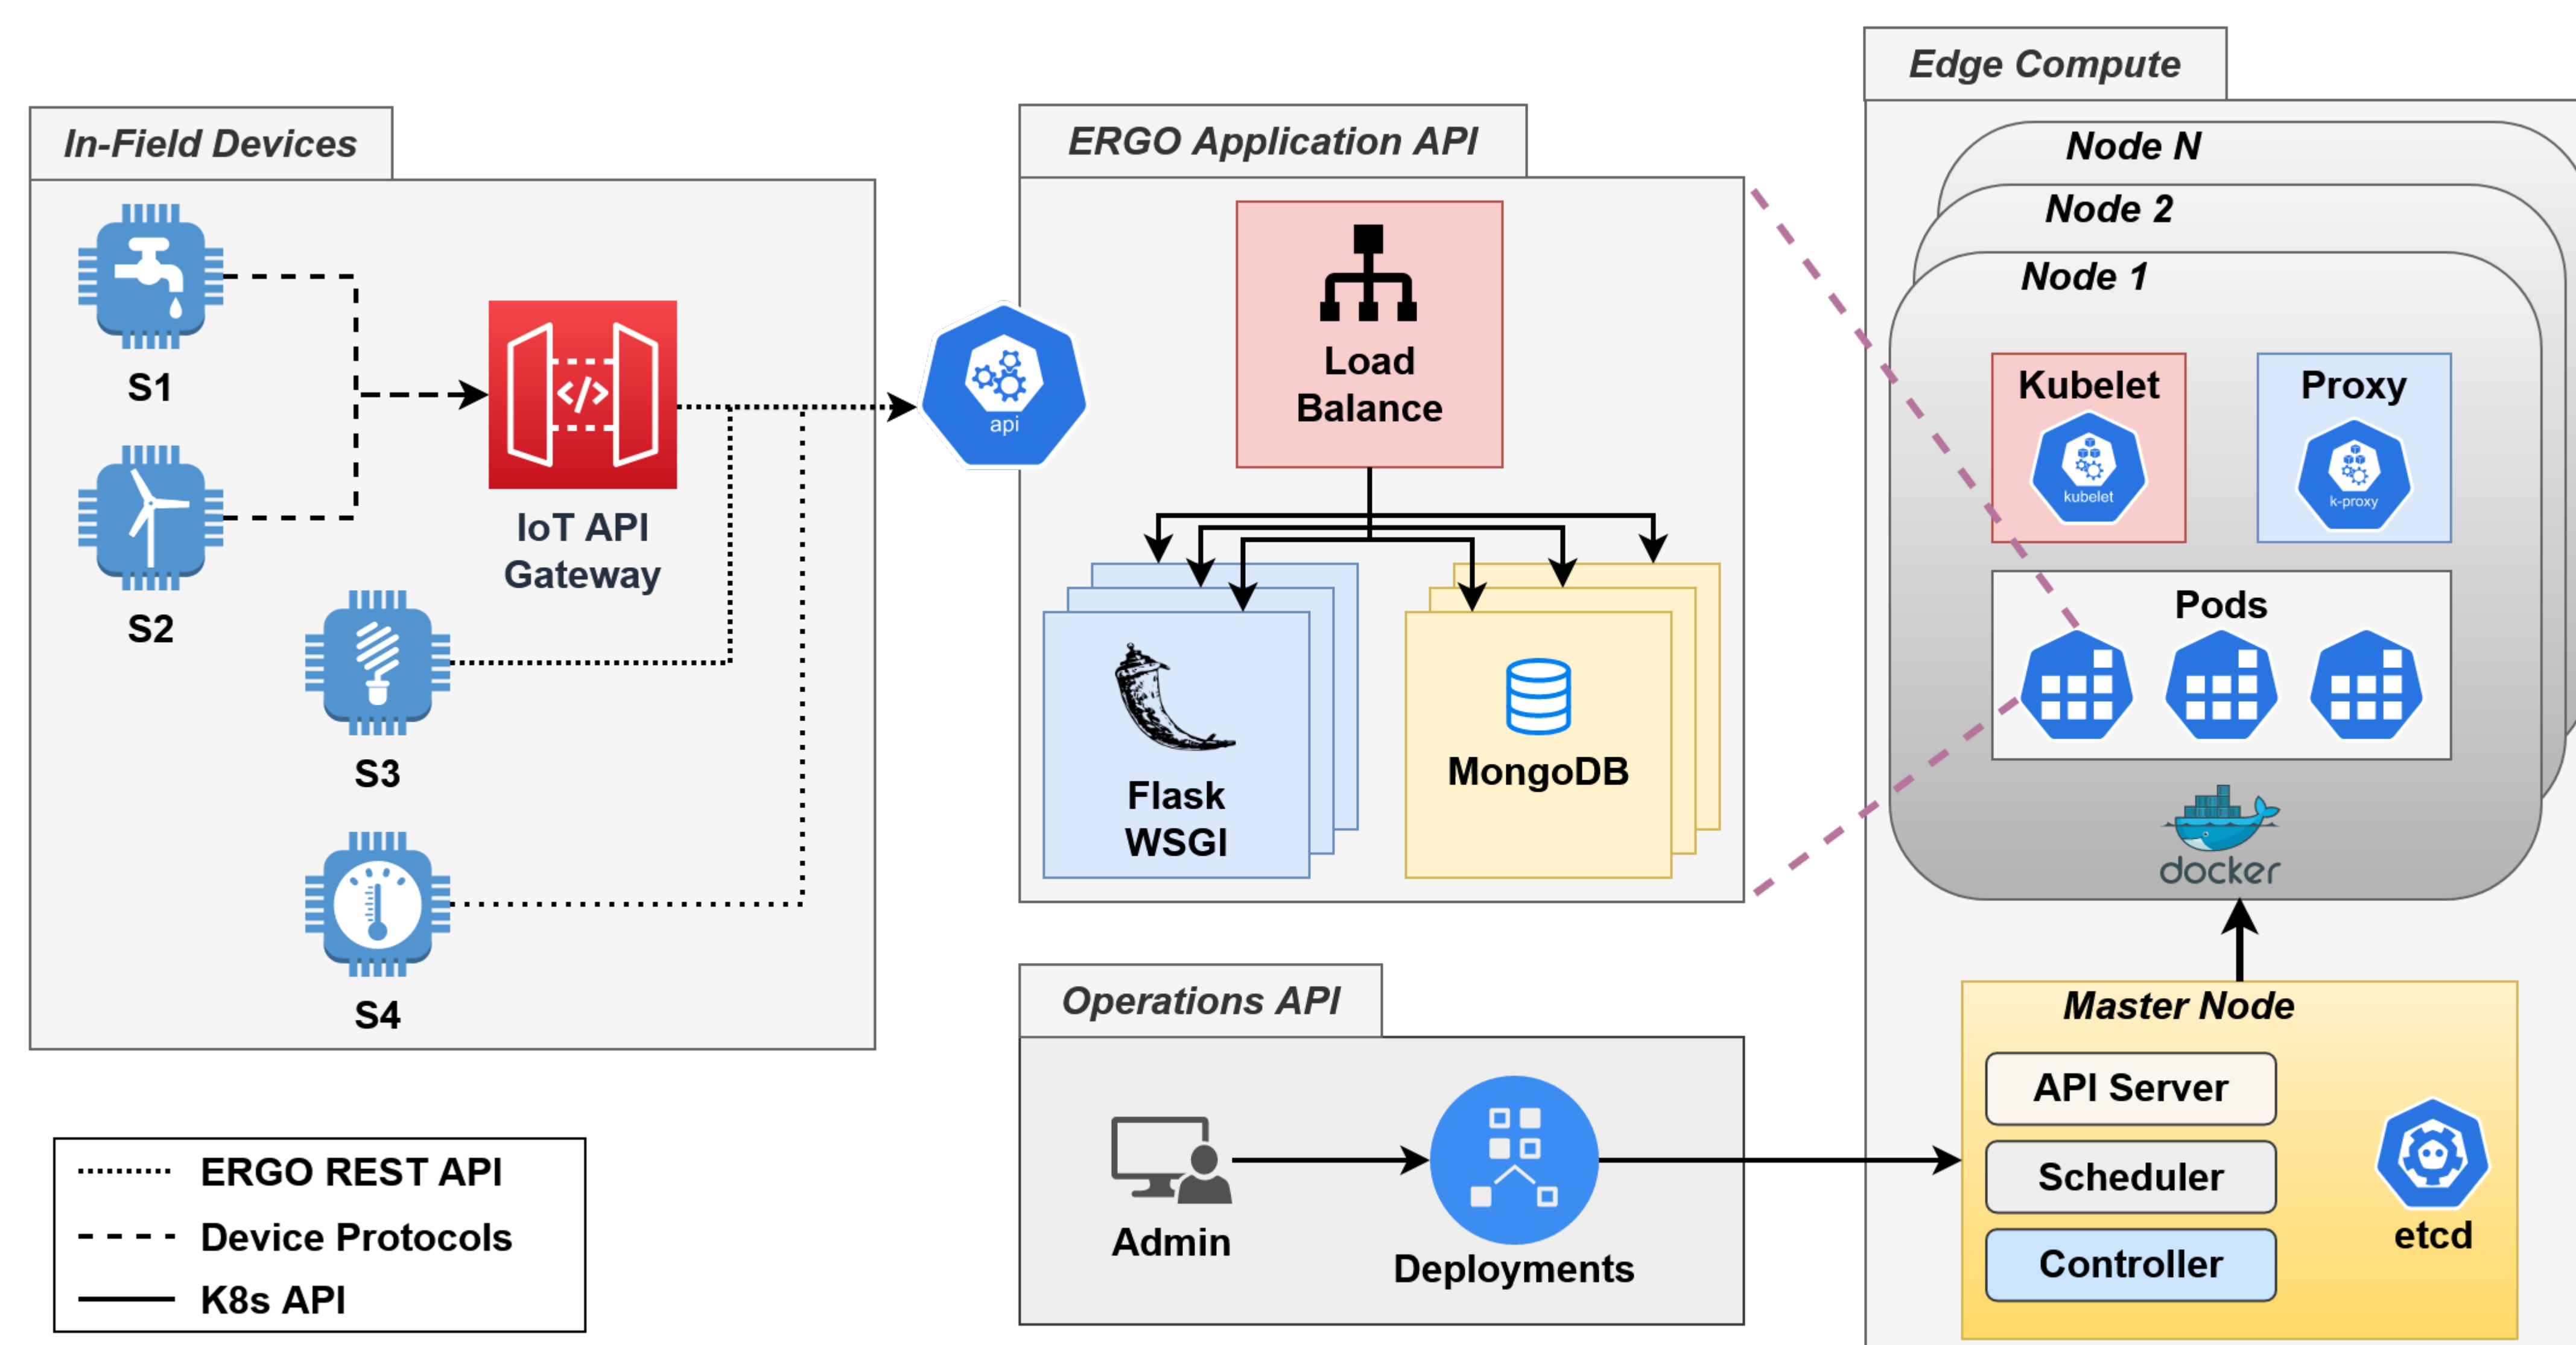 In-Field Devices
S1
S2
IoT API
Gateway
S3
S4
ERGO REST API
Device Protocols
K8s API
ERGO Application API
api
Load
Balance
Flask
WSGI
MongoDB
Operations API
Admin
Deployments
Edge Compute
Node N
Node 2
Node 1
Kubelet
kubelet
Proxy
k-proxy
Pods
docker
Master Node
API Server
Scheduler
Controller
etcd